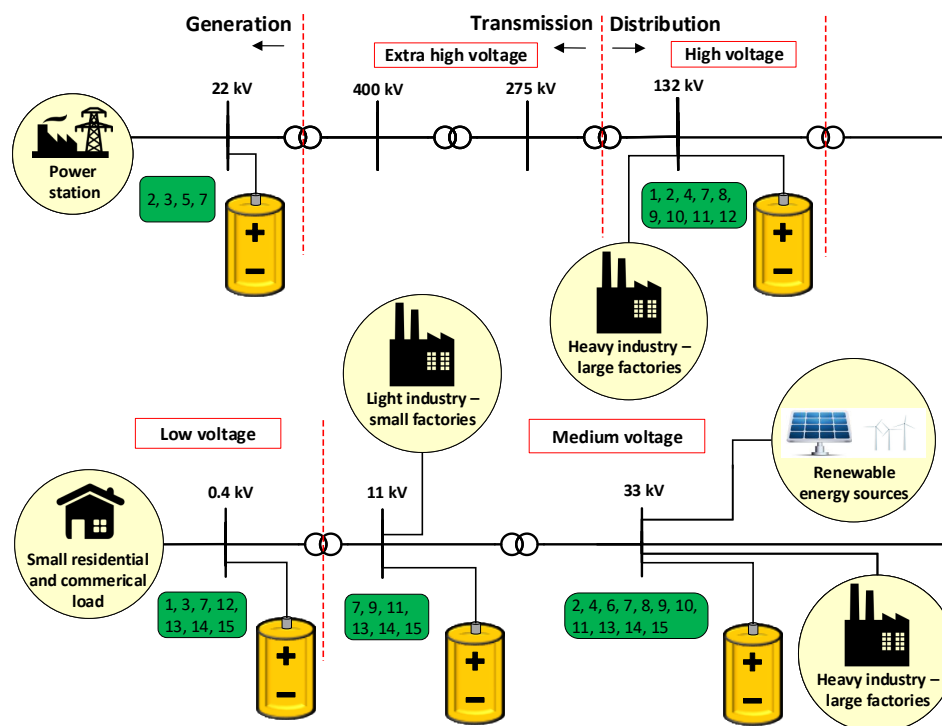 Generation
Transmission
Distribution
Extra high voltage
High voltage
22 kV
400 kV
275 kV
132 kV
Power
station
2, 3, 5, 7
+
−
1, 2, 4, 7, 8,
9, 10, 11, 12
+
−
Heavy industry –
large factories
Light industry –
small factories
Low voltage
Medium voltage
Renewable
energy sources
0.4 kV
11 kV
33 kV
Small residential
and commerical
load
1, 3, 7, 12,
13, 14, 15
+
−
7, 9, 11,
13, 14, 15
+
−
2, 4, 6, 7, 8, 9, 10,
11, 13, 14, 15
+
−
Heavy industry –
large factories